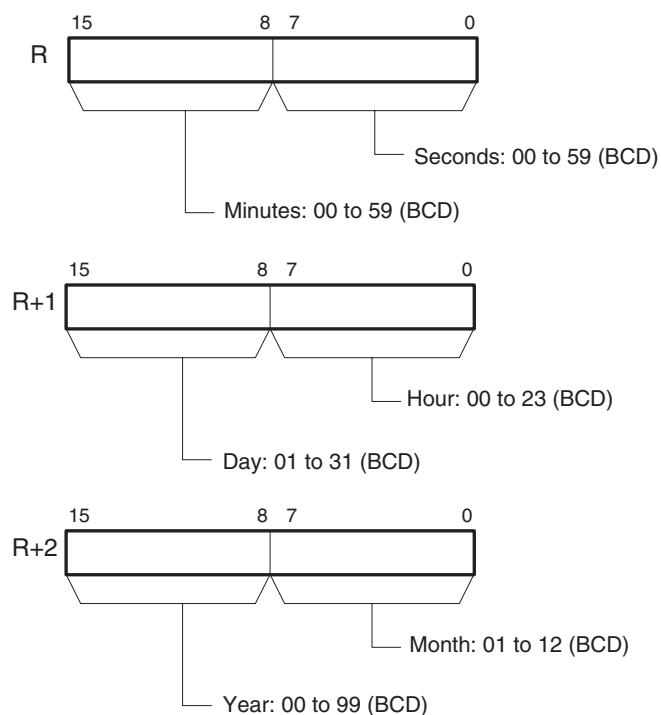 15 8 7 0
R
Seconds: 00 to 59 (BCD)
Minutes: 00 to 59 (BCD)
15 8 7 0
R+1
Hour: 00 to 23 (BCD)
Day: 01 to 31 (BCD)
15 8 7 0
R+2
Month: 01 to 12 (BCD)
Year: 00 to 99 (BCD)